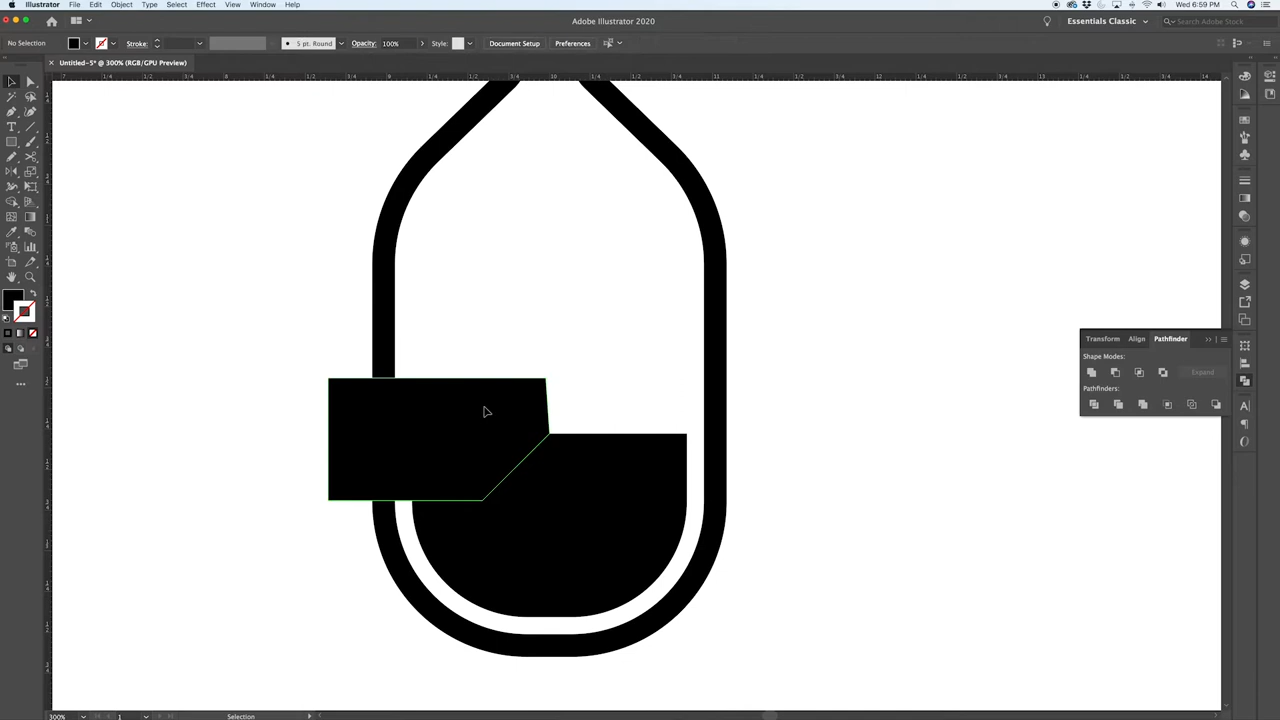 Illustrator File Edit Object Type Select Effect View Window Help
Wed 6:59 PM
Adobe Illustrator 2020
Essentials Classic
Search Adobe Stock
No Selection
Stroke:
5 pt. Round
Opacity: 100%
Style:
Document Setup
Preferences
Untitled-5* @ 300% (RGB/GPU Preview)
Transform Align Pathfinder
Shape Modes:
Expand
Pathfinders:
300%
1
Selection